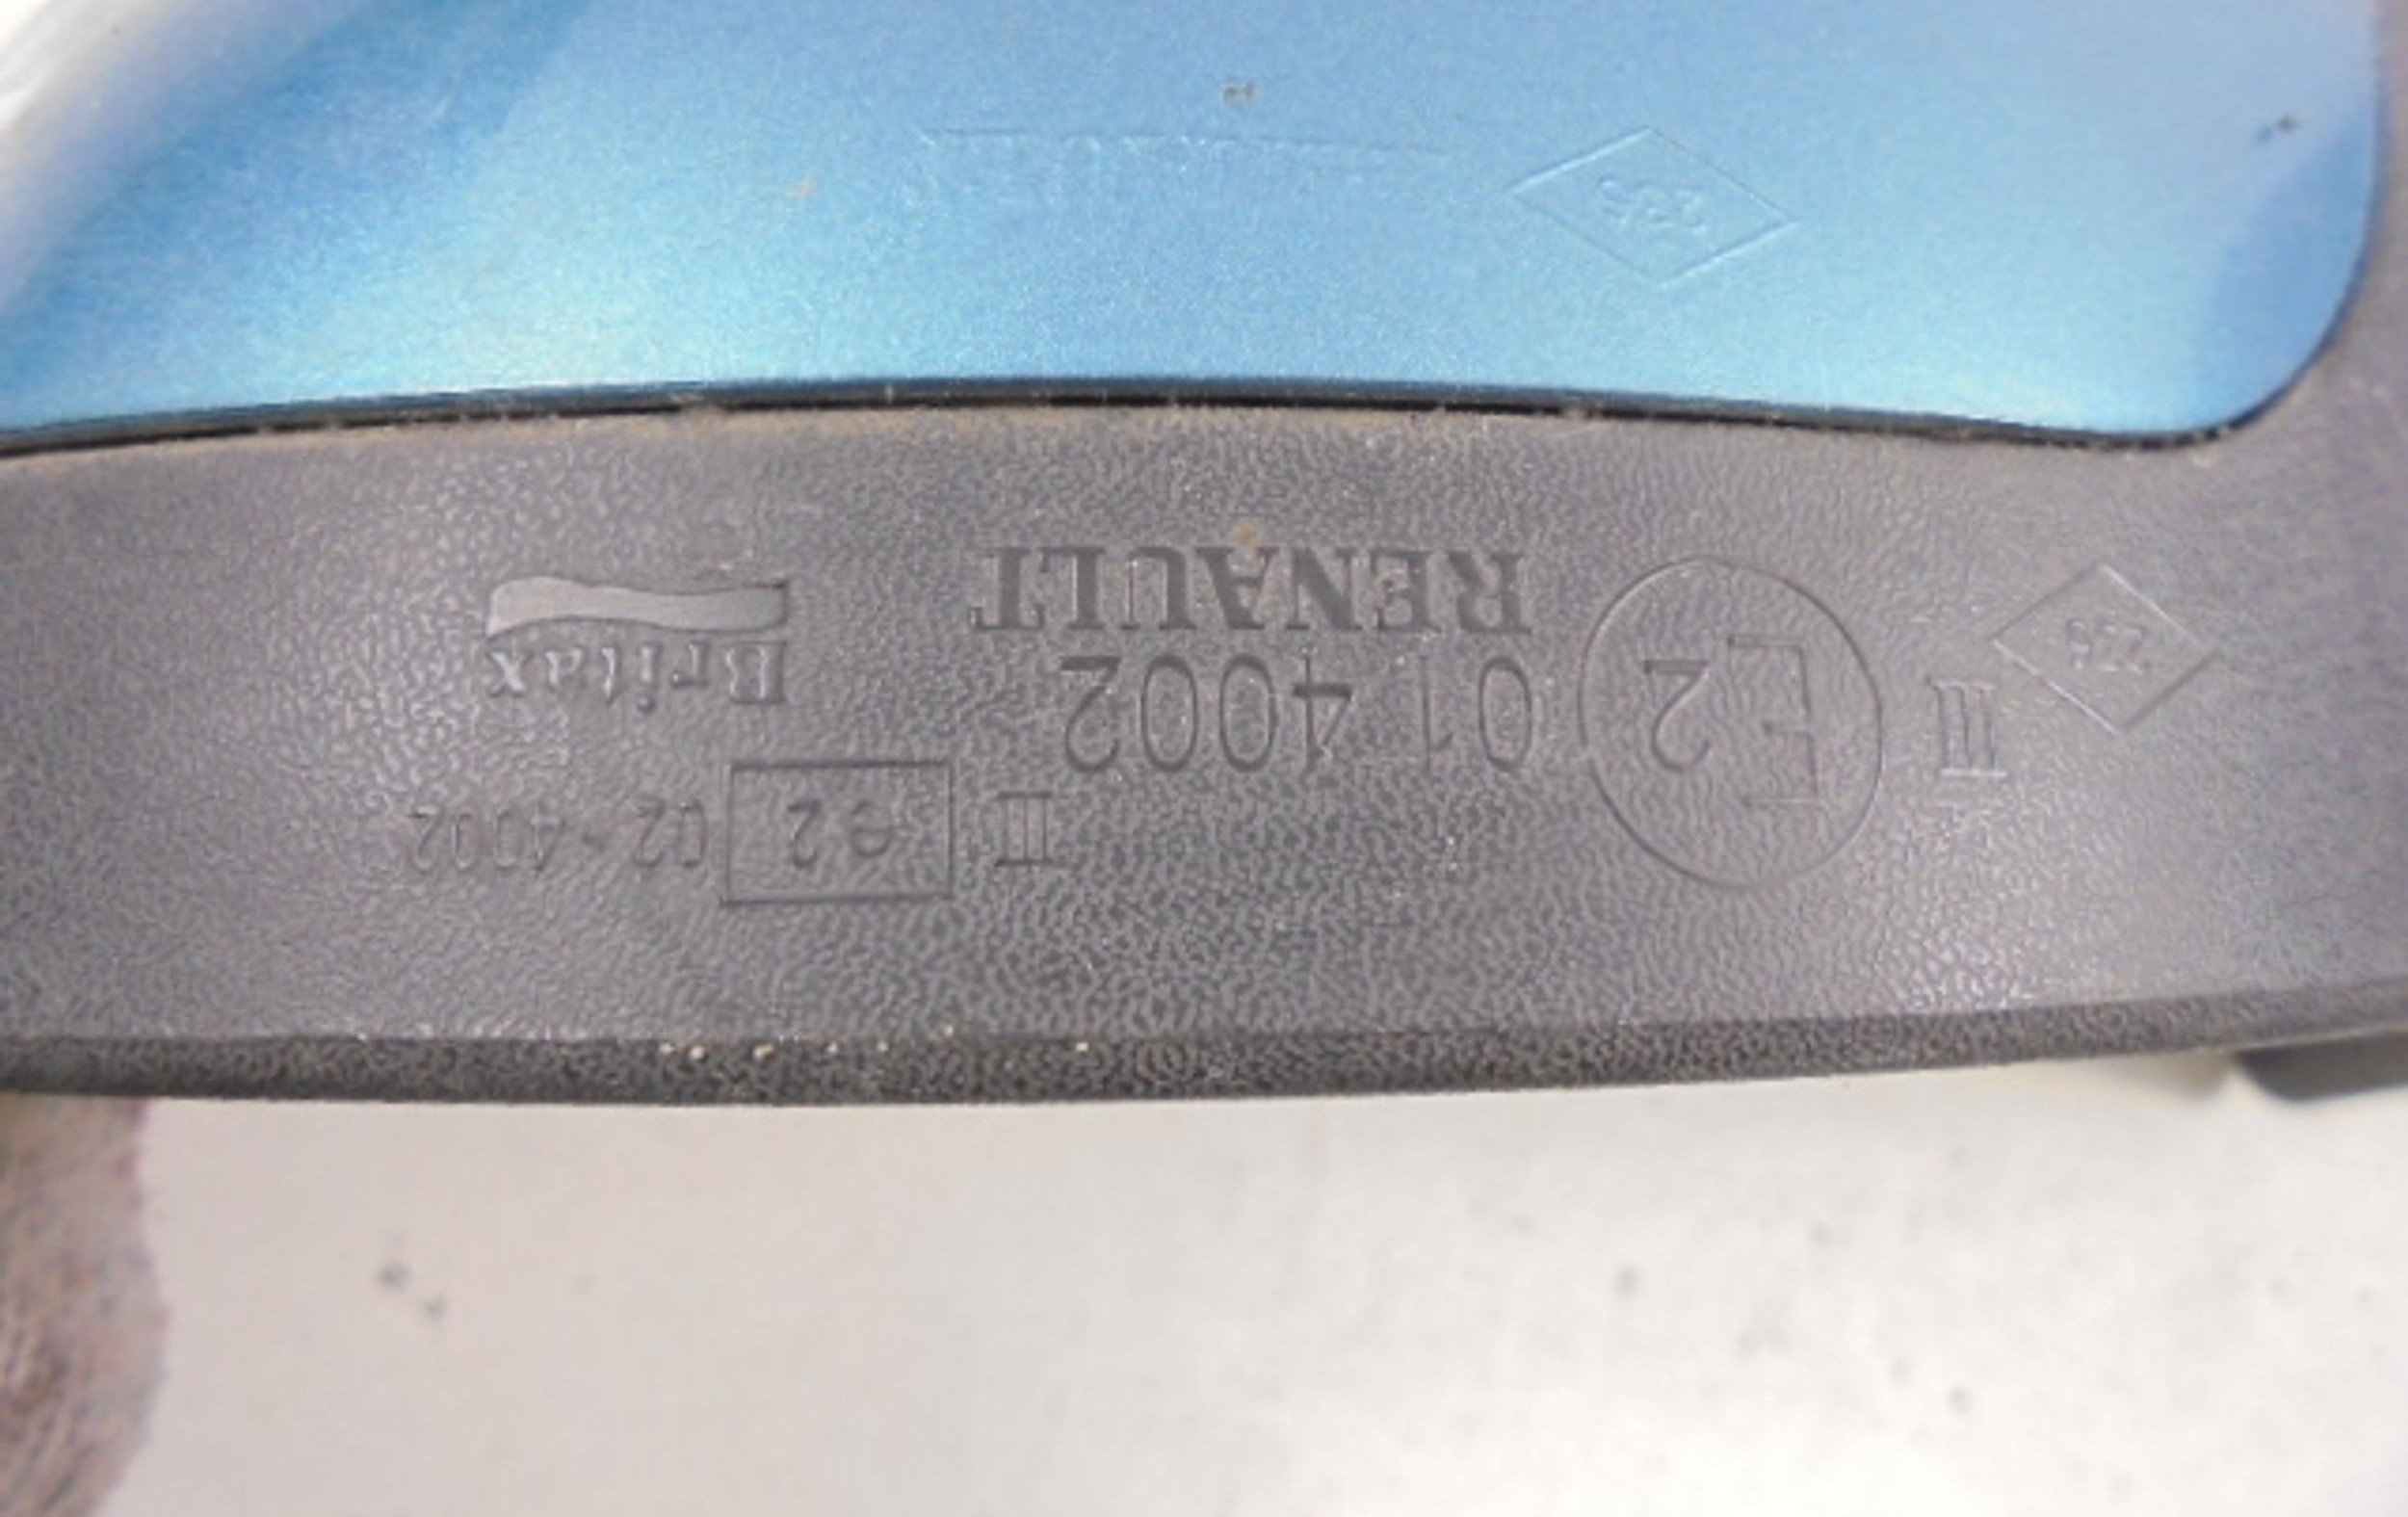 III e2 02*4002
III E2 01 4002
Britax
RENAULT